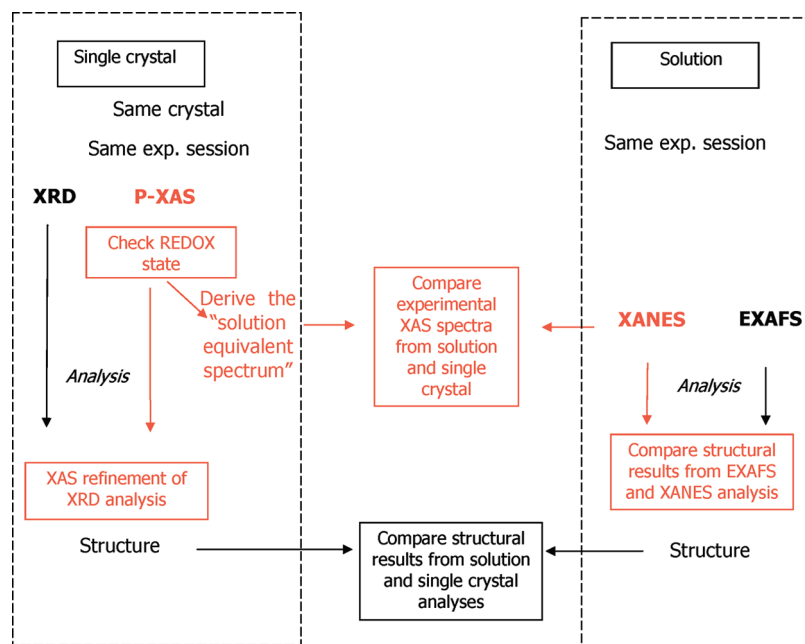 Single crystal
Same crystal
Same exp. session
XRD
P-XAS
Check REDOX
state
Derive the
“solution
equivalent
spectrum”
Analysis
XAS refinement of
XRD analysis
Structure
Compare
experimental
XAS spectra
from solution
and single
crystal
Compare structural
results from solution
and single crystal
analyses
Solution
Same exp. session
XANES
EXAFS
Analysis
Compare structural
results from EXAFS
and XANES analysis
Structure